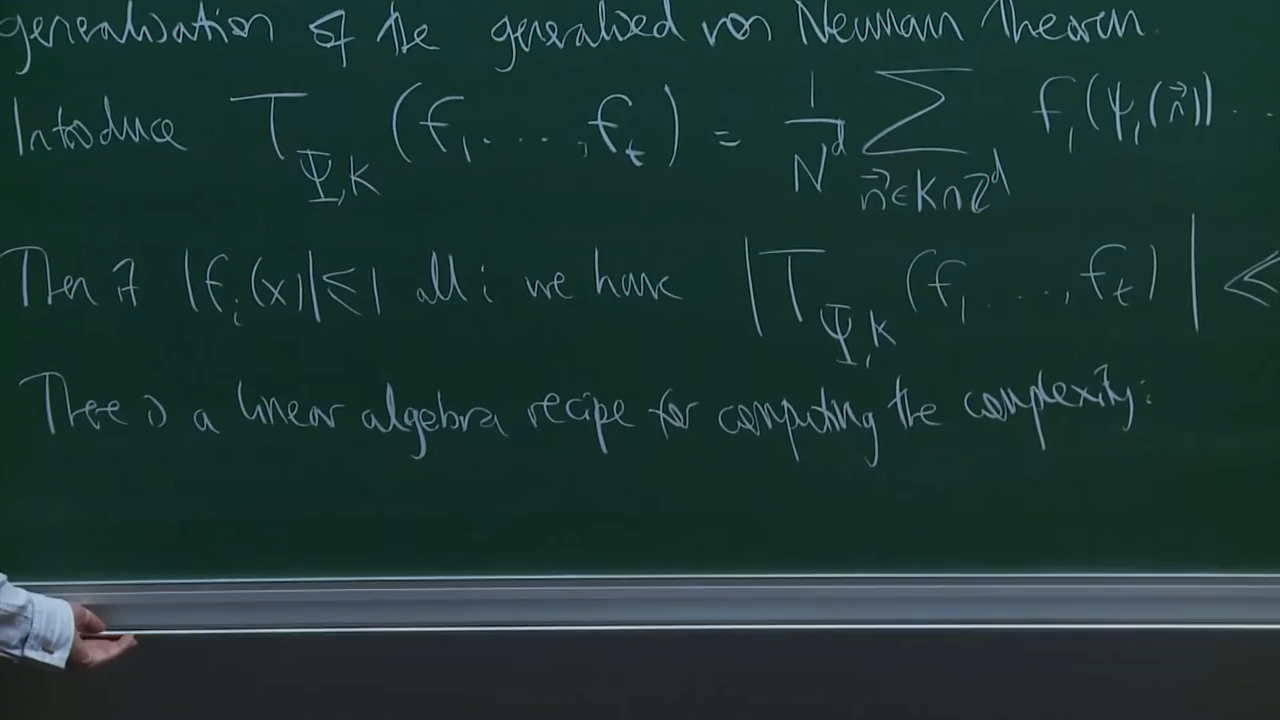 generalisation of the generalised von Neumann Theorem.
Introduce T_{Ψ,K} (f_1, ..., f_t) = 1/N^d ∑_{n⃗∈K∩ℤ^d} f_1(ψ_1(n⃗)) ...
Then if |f_i(x)|≤1 all i we have |T_{Ψ,K} (f_1, ..., f_t)| ≪
There is a linear algebra recipe for computing the complexity: